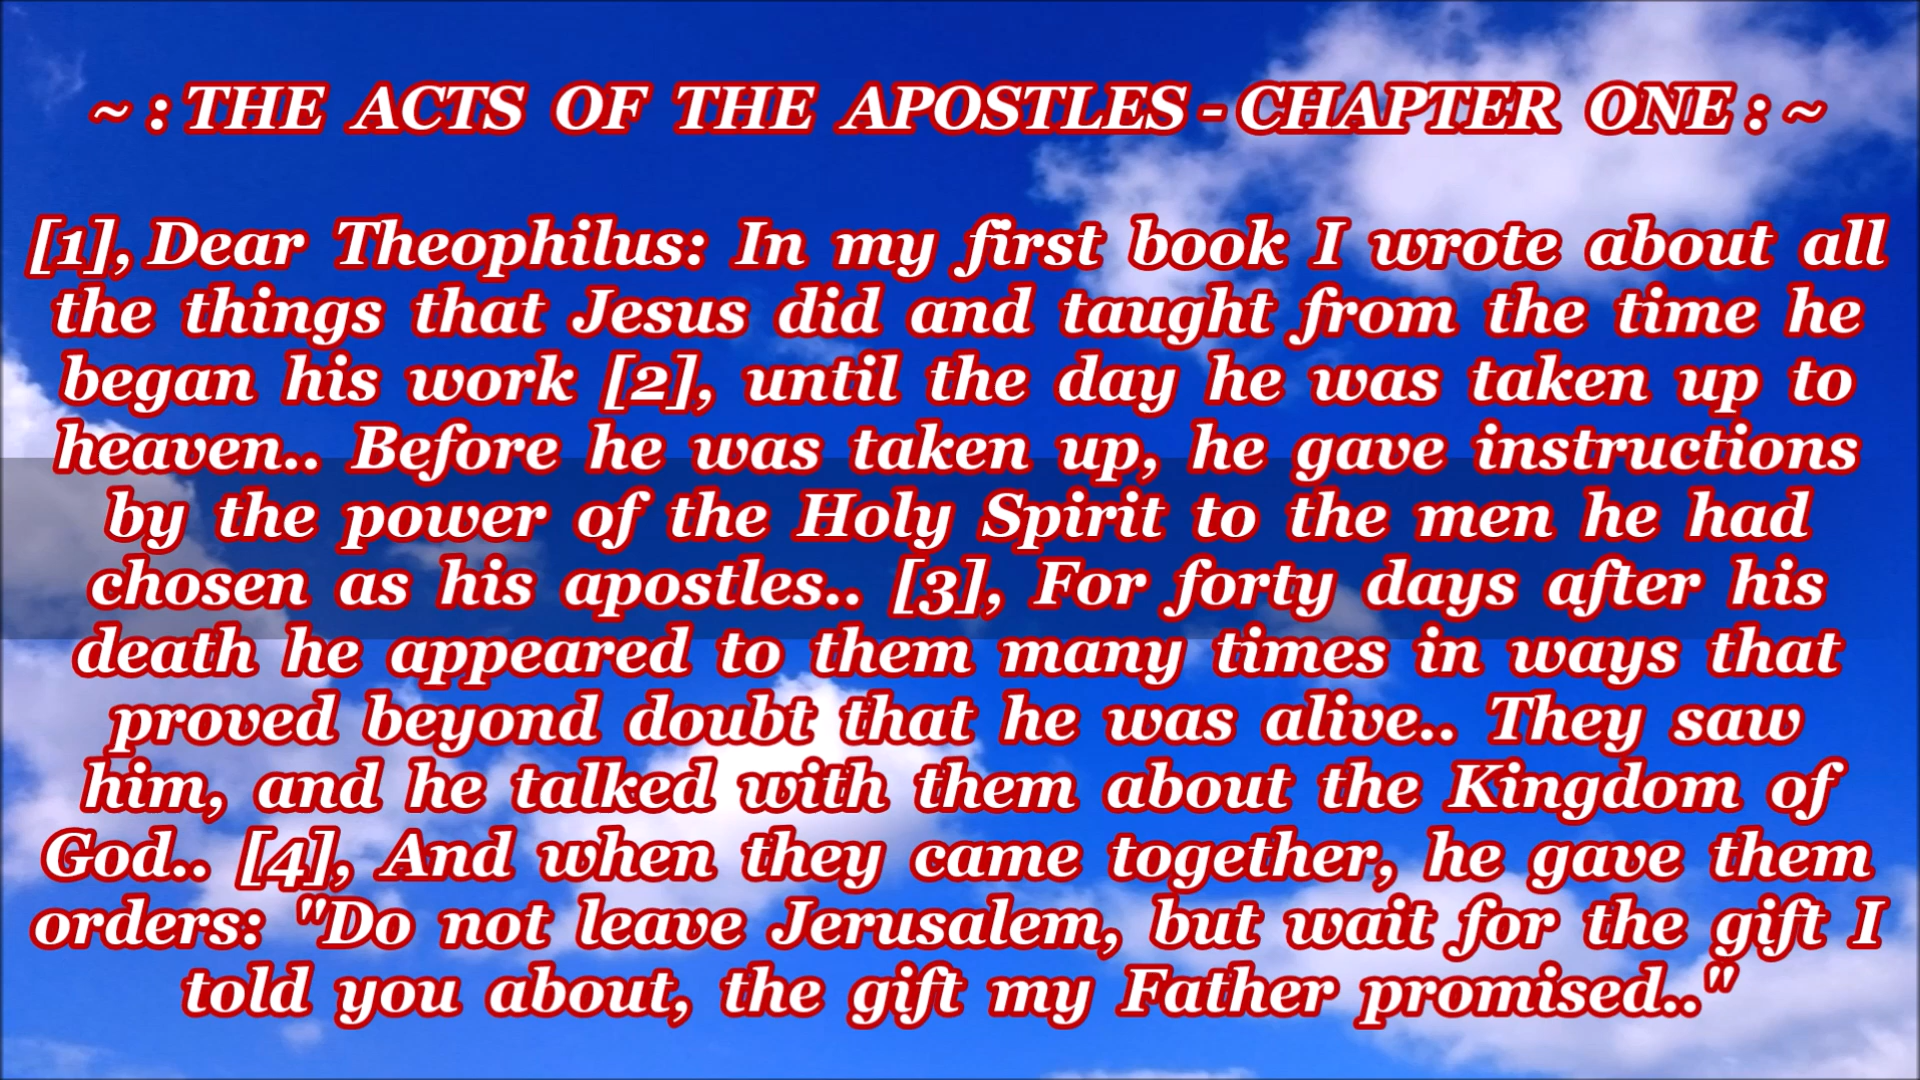 ~ : THE ACTS OF THE APOSTLES - CHAPTER ONE : ~
[1], Dear Theophilus: In my first book I wrote about all
the things that Jesus did and taught from the time he
began his work [2], until the day he was taken up to
heaven.. Before he was taken up, he gave instructions
by the power of the Holy Spirit to the men he had
chosen as his apostles.. [3], For forty days after his
death he appeared to them many times in ways that
proved beyond doubt that he was alive.. They saw
him, and he talked with them about the Kingdom of
God.. [4], And when they came together, he gave them
orders: "Do not leave Jerusalem, but wait for the gift I
told you about, the gift my Father promised.."